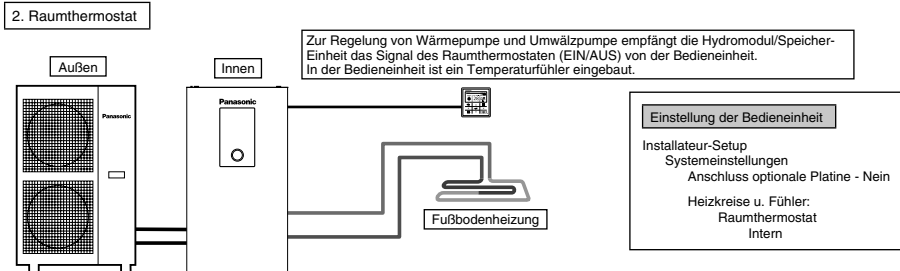 2. Raumthermostat
Zur Regelung von Wärmepumpe und Umwälzpumpe empfängt die Hydromodul/Speicher-
Einheit das Signal des Raumthermostaten (EIN/AUS) von der Bedieneinheit.
In der Bedieneinheit ist ein Temperaturfühler eingebaut.
Außen
Innen
Panasonic
Panasonic
Einstellung der Bedieneinheit
Installateur-Setup
Systemeinstellungen
Anschluss optionale Platine - Nein
Heizkreise u. Fühler:
Raumthermostat
Intern
Fußbodenheizung